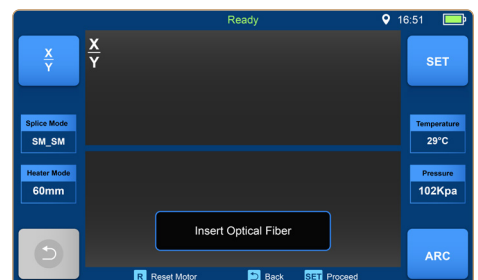 Ready
16:51
X
Y
X
Y
SET
Splice Mode
SM_SM
Temperature
29°C
Heater Mode
60mm
Pressure
102Kpa
Insert Optical Fiber
ARC
R Reset Motor
Back
SET Proceed